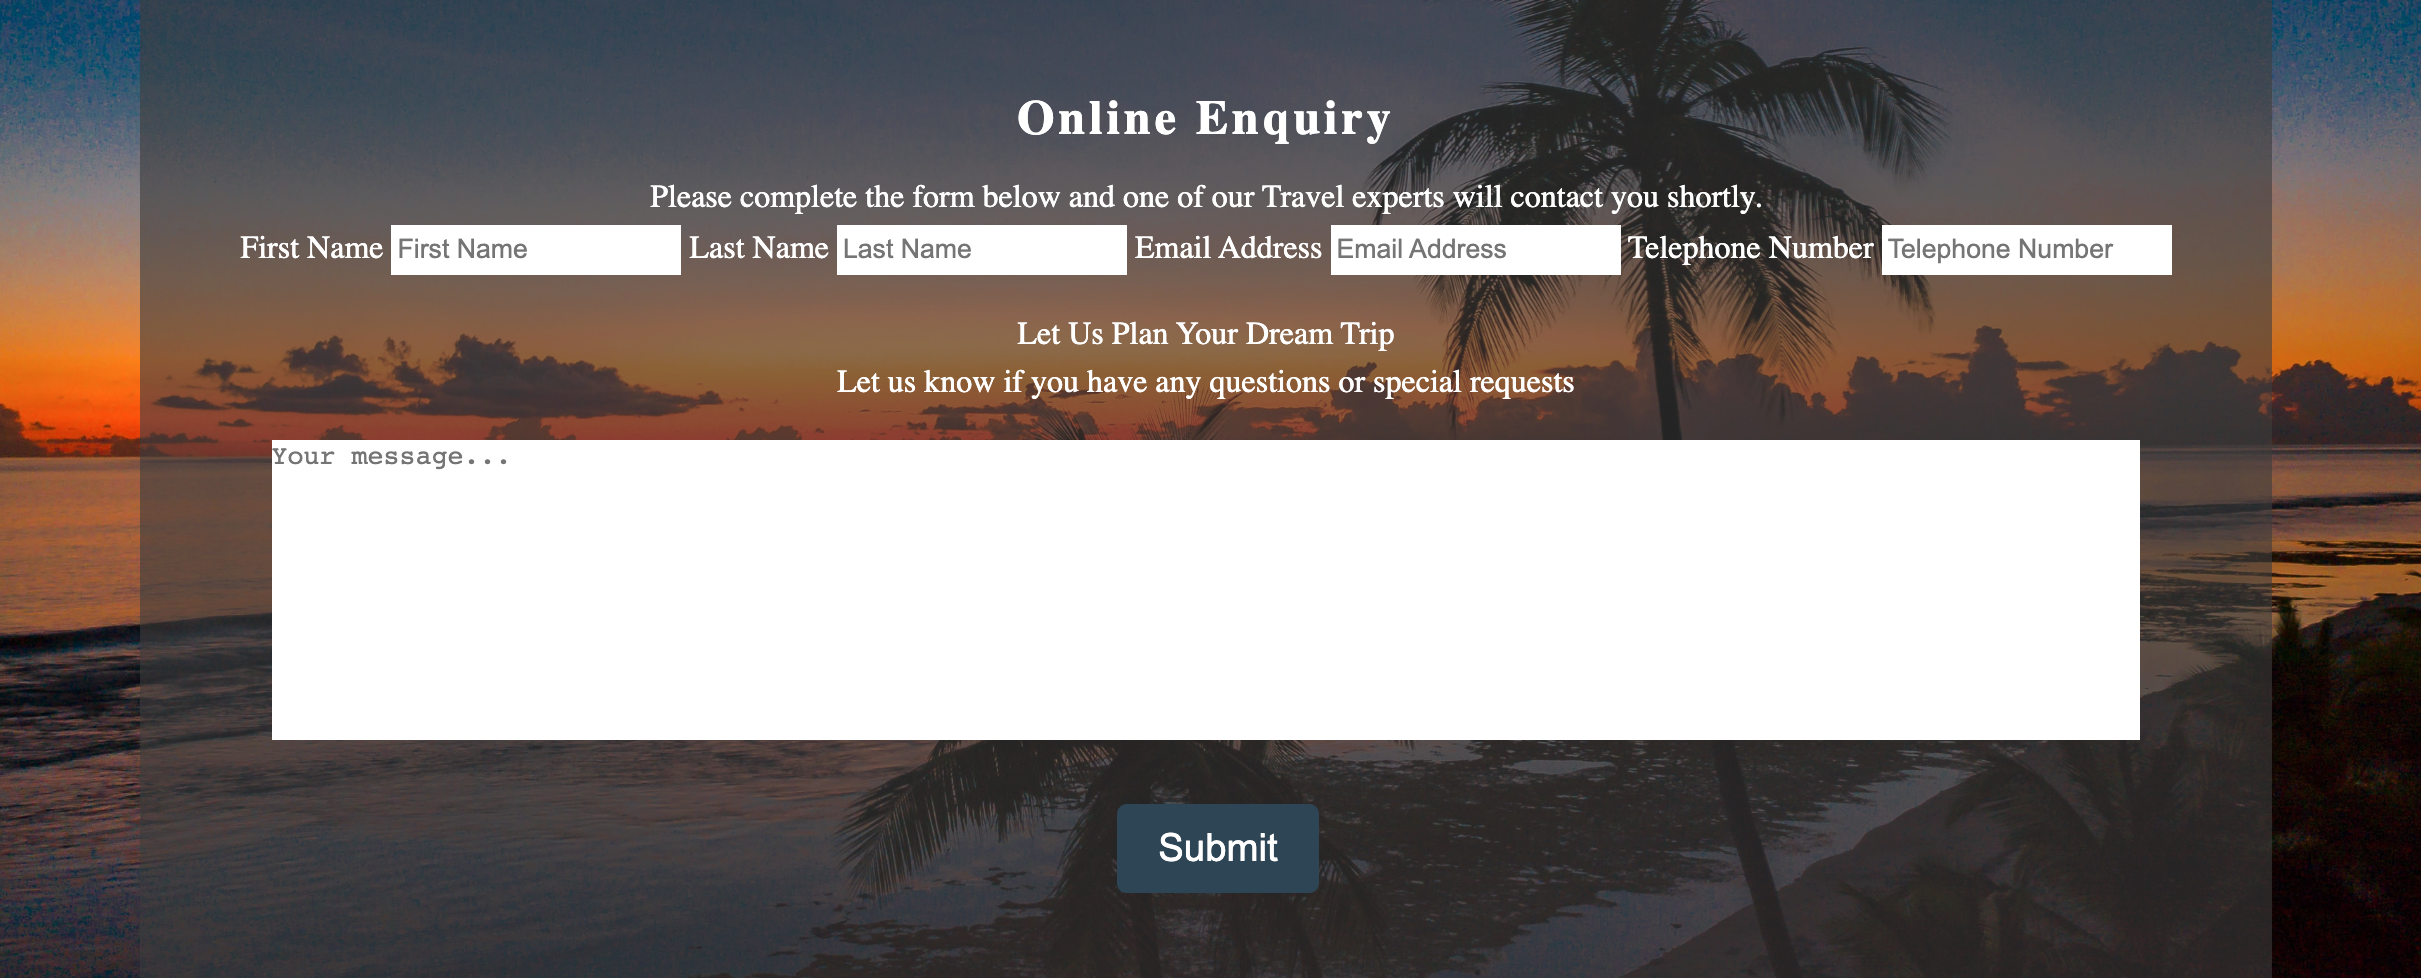 Online Enquiry
Please complete the form below and one of our Travel experts will contact you shortly.
First Name First Name Last Name Last Name Email Address Email Address Telephone Number Telephone Number
Let Us Plan Your Dream Trip
Let us know if you have any questions or special requests
Your message...
Submit